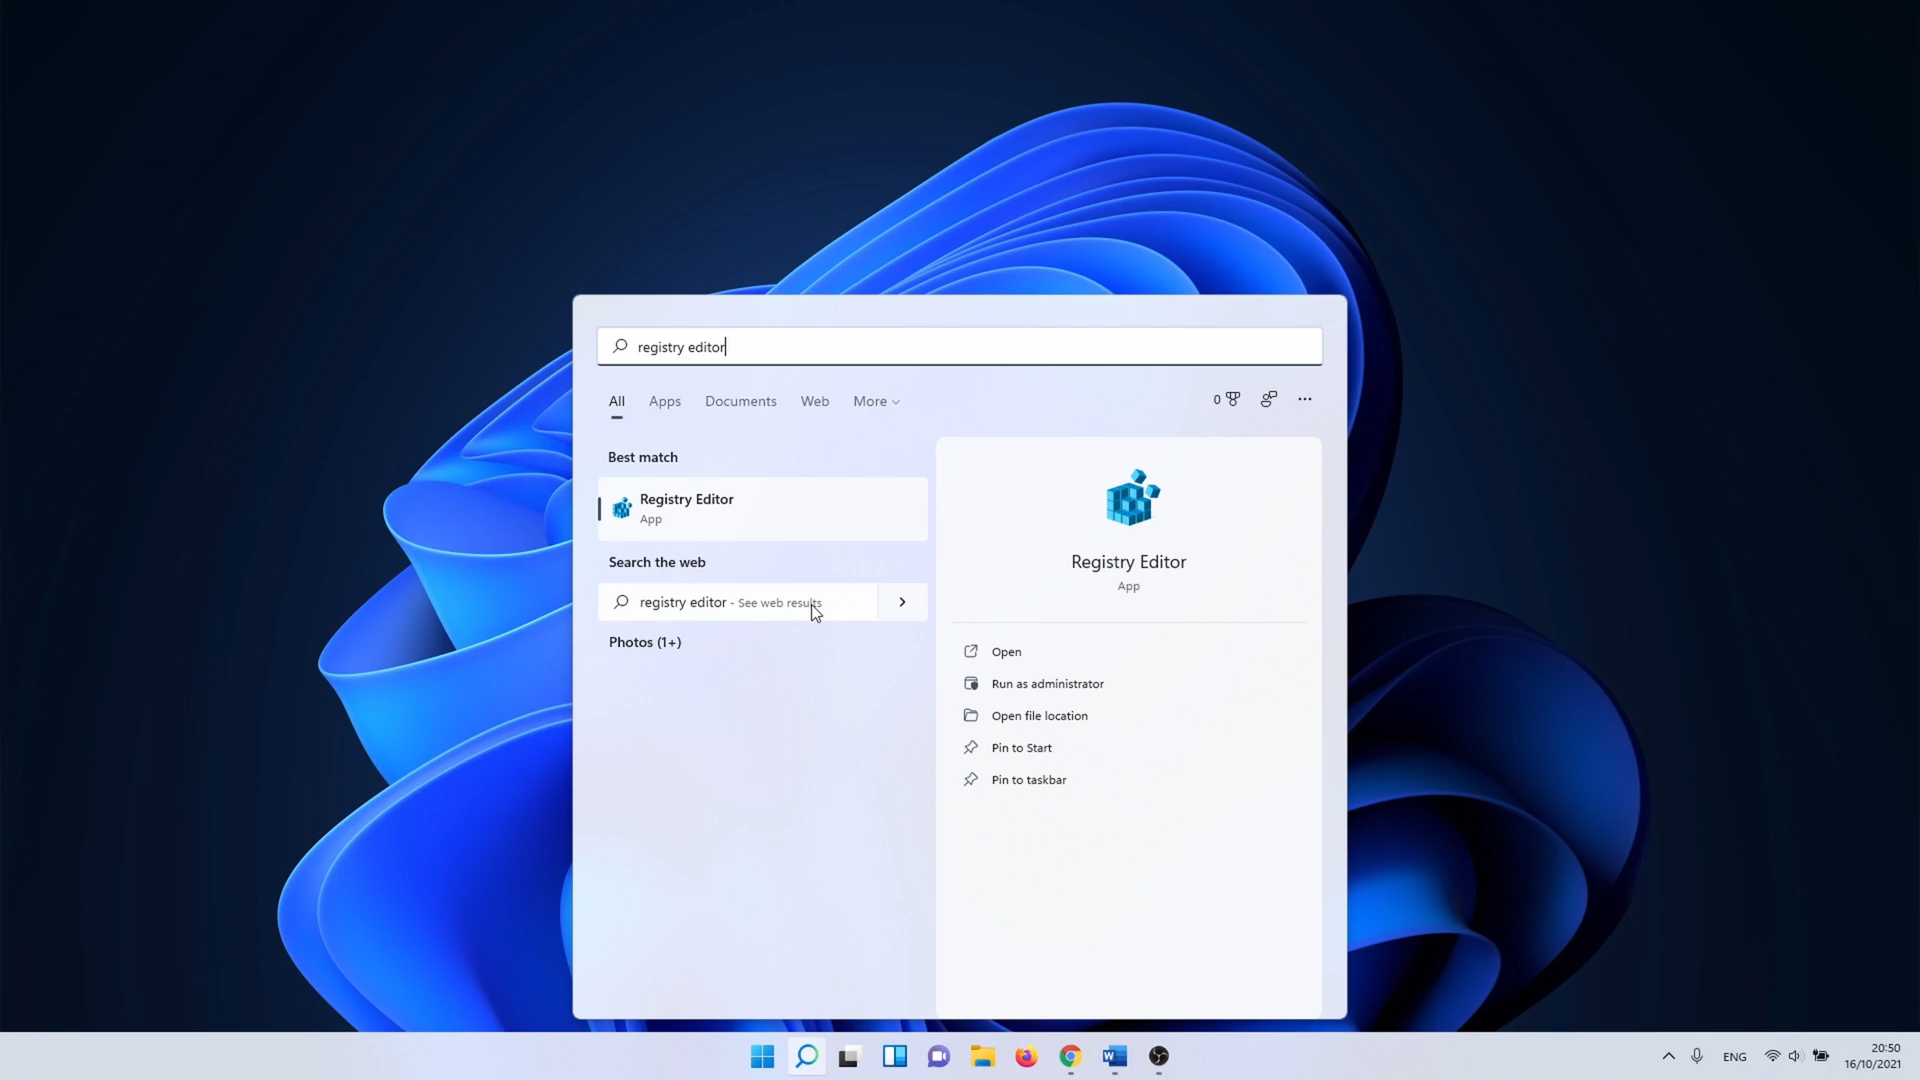 registry editor
All Apps Documents Web More
0
Best match
Registry Editor
App
Search the web
registry editor - See web results
Photos (1+)
Registry Editor
App
Open
Run as administrator
Open file location
Pin to Start
Pin to taskbar
W
ENG
20:50
16/10/2021